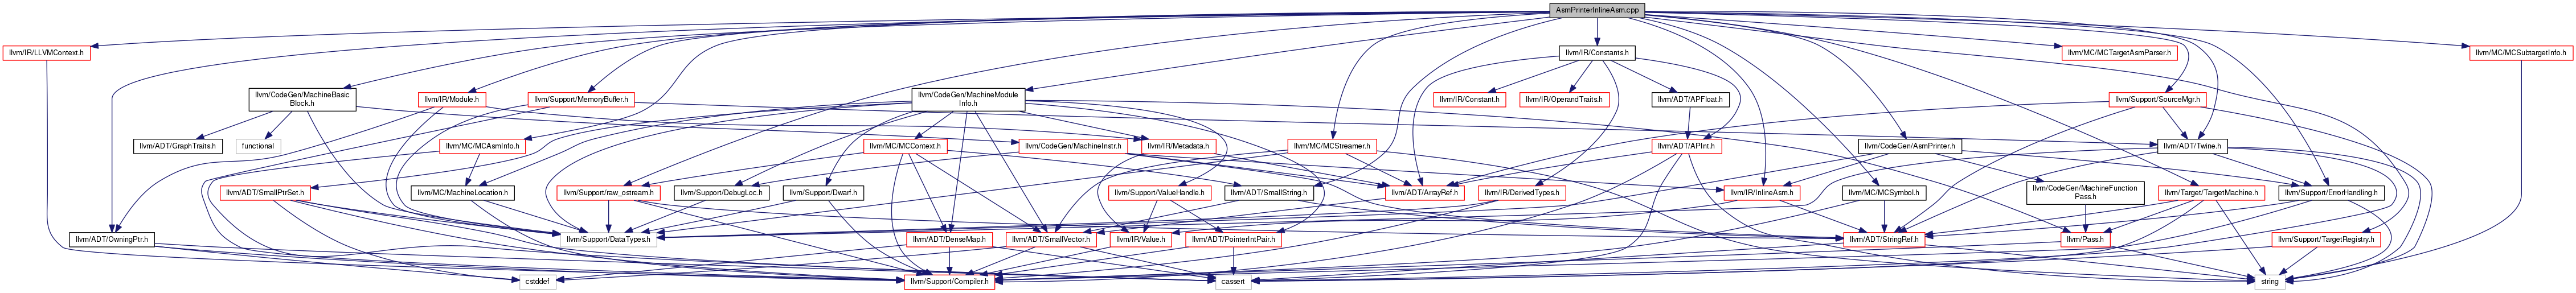 AsmPrinterInlineAsm.cpp
llvm/IR/LLVMContext.h
llvm/IR/Constants.h
llvm/MC/MCTargetAsmParser.h
llvm/MC/MCSubtargetInfo.h
llvm/CodeGen/MachineBasic
Block.h
llvm/IR/Module.h
llvm/Support/MemoryBuffer.h
llvm/CodeGen/MachineModule
Info.h
llvm/IR/Constant.h
llvm/IR/OperandTraits.h
llvm/ADT/APFloat.h
llvm/Support/SourceMgr.h
llvm/ADT/GraphTraits.h
functional
llvm/MC/MCAsmInfo.h
llvm/MC/MCContext.h
llvm/CodeGen/MachineInstr.h
llvm/IR/Metadata.h
llvm/MC/MCStreamer.h
llvm/ADT/APInt.h
llvm/CodeGen/AsmPrinter.h
llvm/ADT/Twine.h
llvm/ADT/SmallPtrSet.h
llvm/MC/MachineLocation.h
llvm/Support/raw_ostream.h
llvm/Support/DebugLoc.h
llvm/Support/Dwarf.h
llvm/Support/ValueHandle.h
llvm/ADT/SmallString.h
llvm/ADT/ArrayRef.h
llvm/IR/DerivedTypes.h
llvm/IR/InlineAsm.h
llvm/MC/MCSymbol.h
llvm/CodeGen/MachineFunction
Pass.h
llvm/Target/TargetMachine.h
llvm/Support/ErrorHandling.h
llvm/ADT/OwningPtr.h
llvm/Support/DataTypes.h
llvm/ADT/DenseMap.h
llvm/ADT/SmallVector.h
llvm/IR/Value.h
llvm/ADT/PointerIntPair.h
llvm/ADT/StringRef.h
llvm/Pass.h
llvm/Support/TargetRegistry.h
cstddef
llvm/Support/Compiler.h
cassert
string